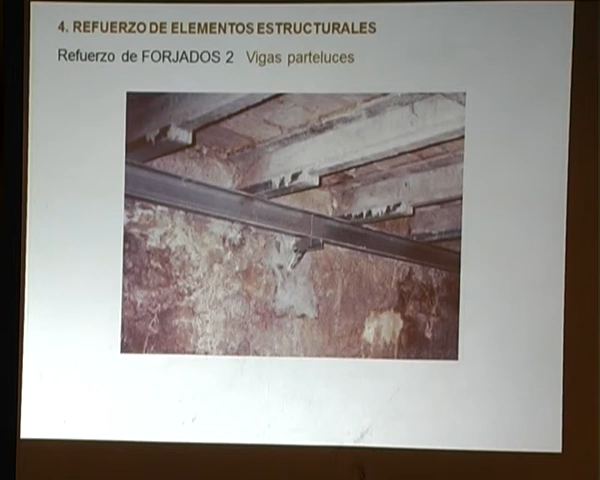 4. REFUERZO DE ELEMENTOS ESTRUCTURALES
Refuerzo de FORJADOS 2 Vigas parteluces